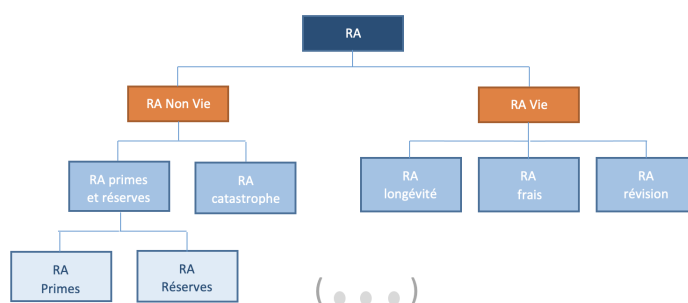 RA
RA Non Vie
RA Vie
RA primes
et réserves
RA
catastrophe
RA
longévité
RA
frais
RA
révision
RA
Primes
RA
Réserves
(...)